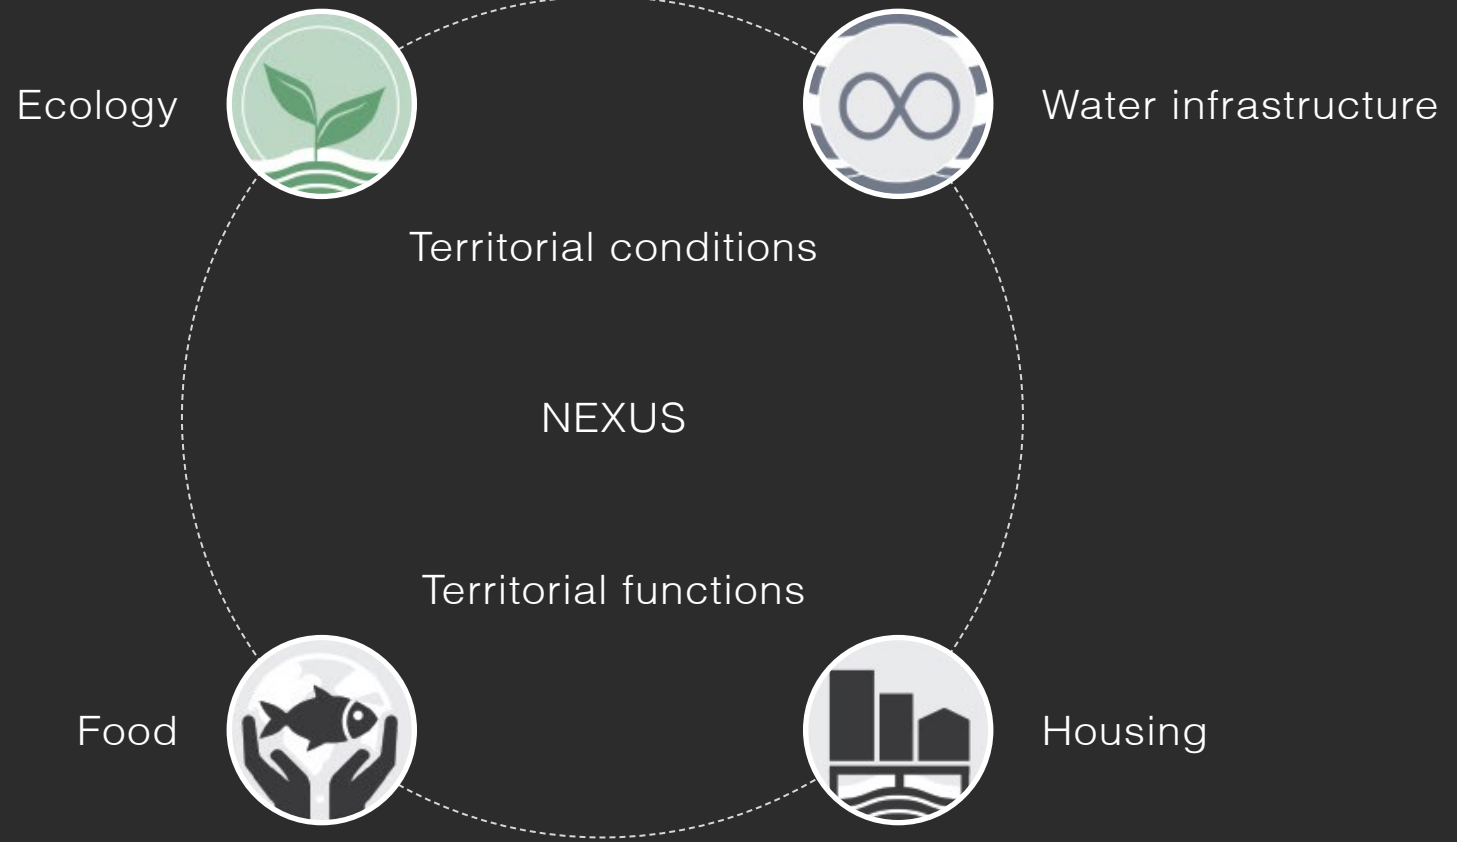 Ecology
Water infrastructure
Territorial conditions
NEXUS
Territorial functions
Food
Housing